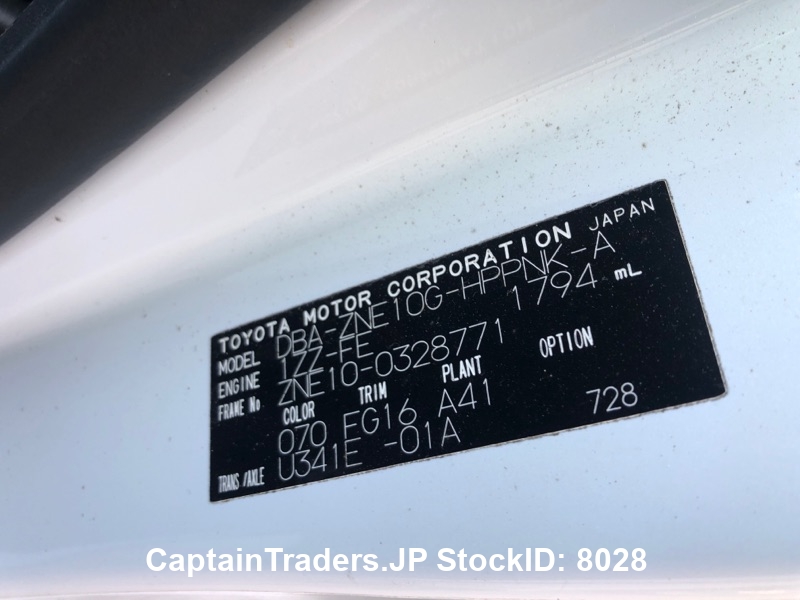 TOYOTA MOTOR CORPORATION JAPAN
MODEL DBA-ZNE10G-HPPNK-A
ENGINE 1ZZ-FE 1794 mL
FRAME No ZNE10-0328771
COLOR TRIM PLANT OPTION
070 FG16 A41 728
TRANS/AXLE U341E -01A
CaptainTraders.JP StockID: 8028